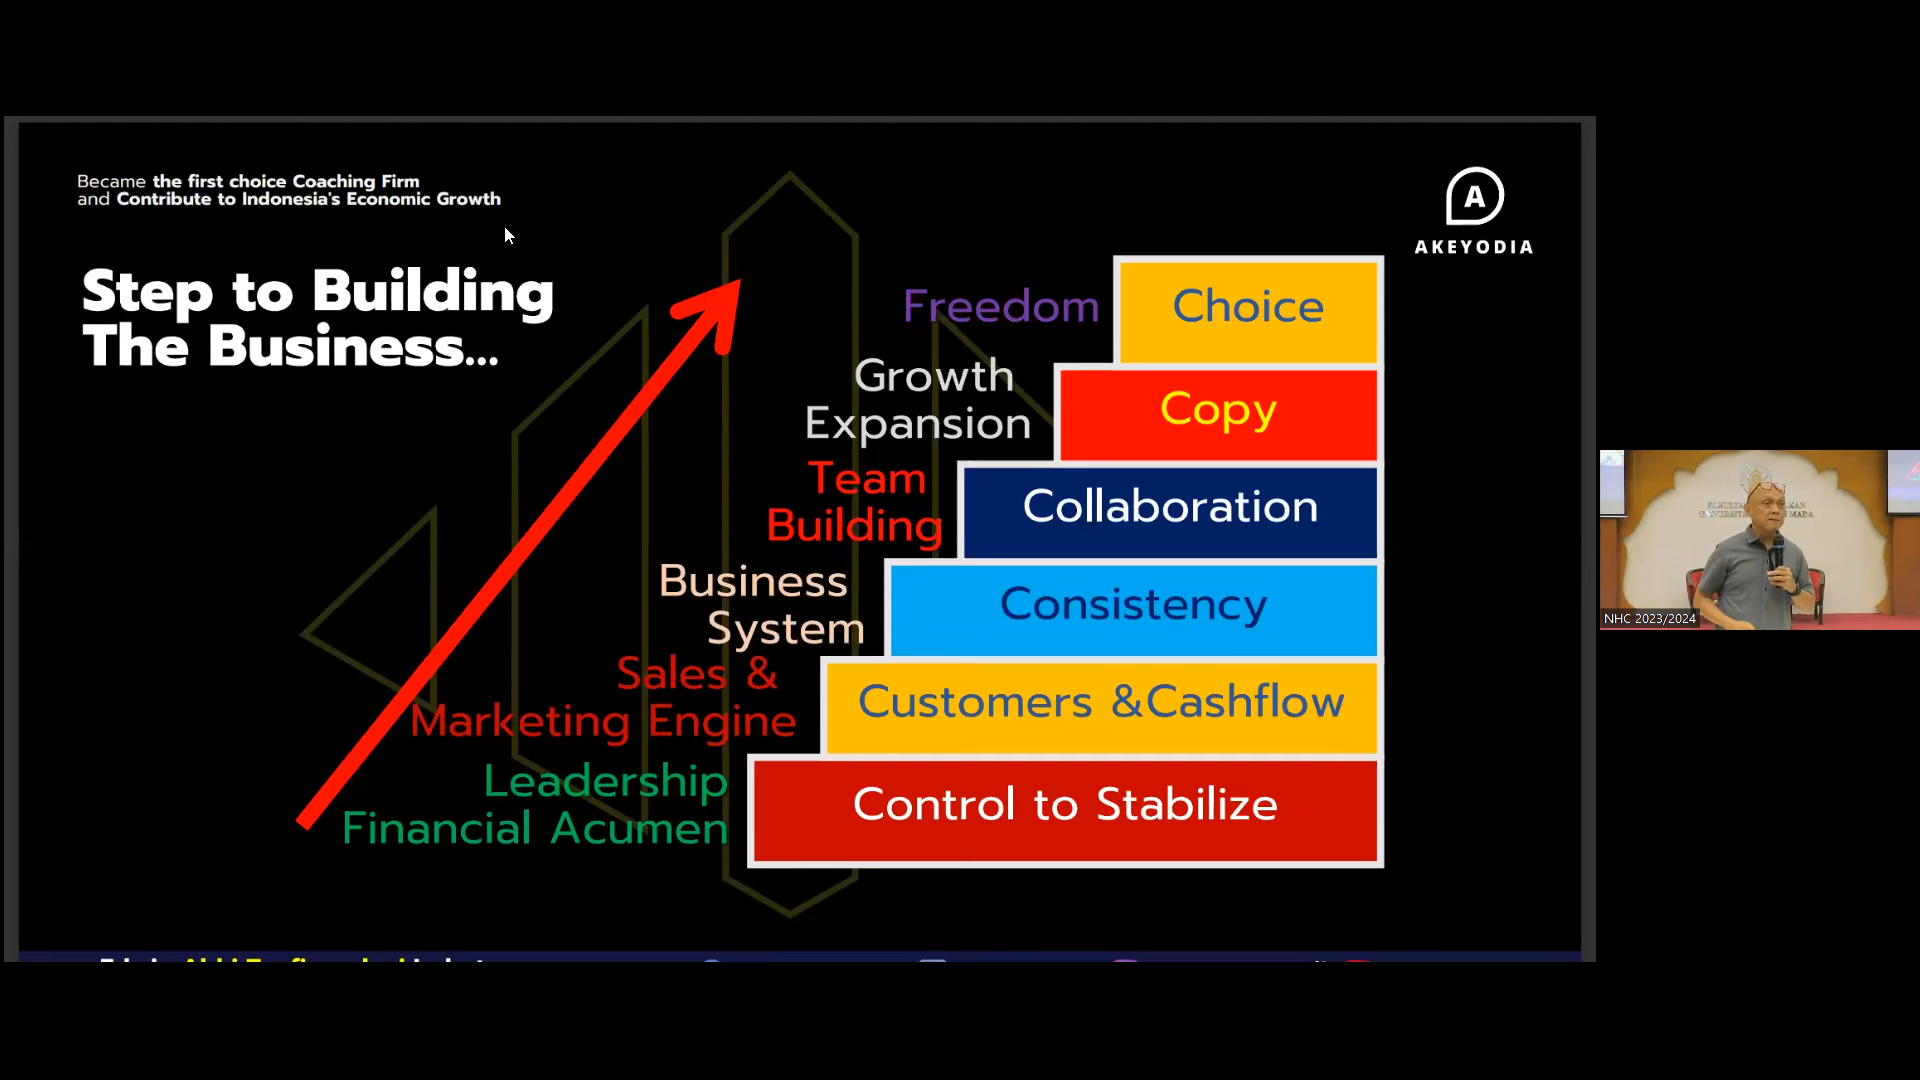 Became the first choice Coaching Firm
and Contribute to Indonesia's Economic Growth
A
AKEYODIA
Step to Building
The Business...
Freedom
Choice
Growth
Expansion
Copy
Team
Building
Collaboration
Business
System
Consistency
Sales &
Marketing Engine
Customers &Cashflow
Leadership
Financial Acumen
Control to Stabilize
NHC 2023/2024